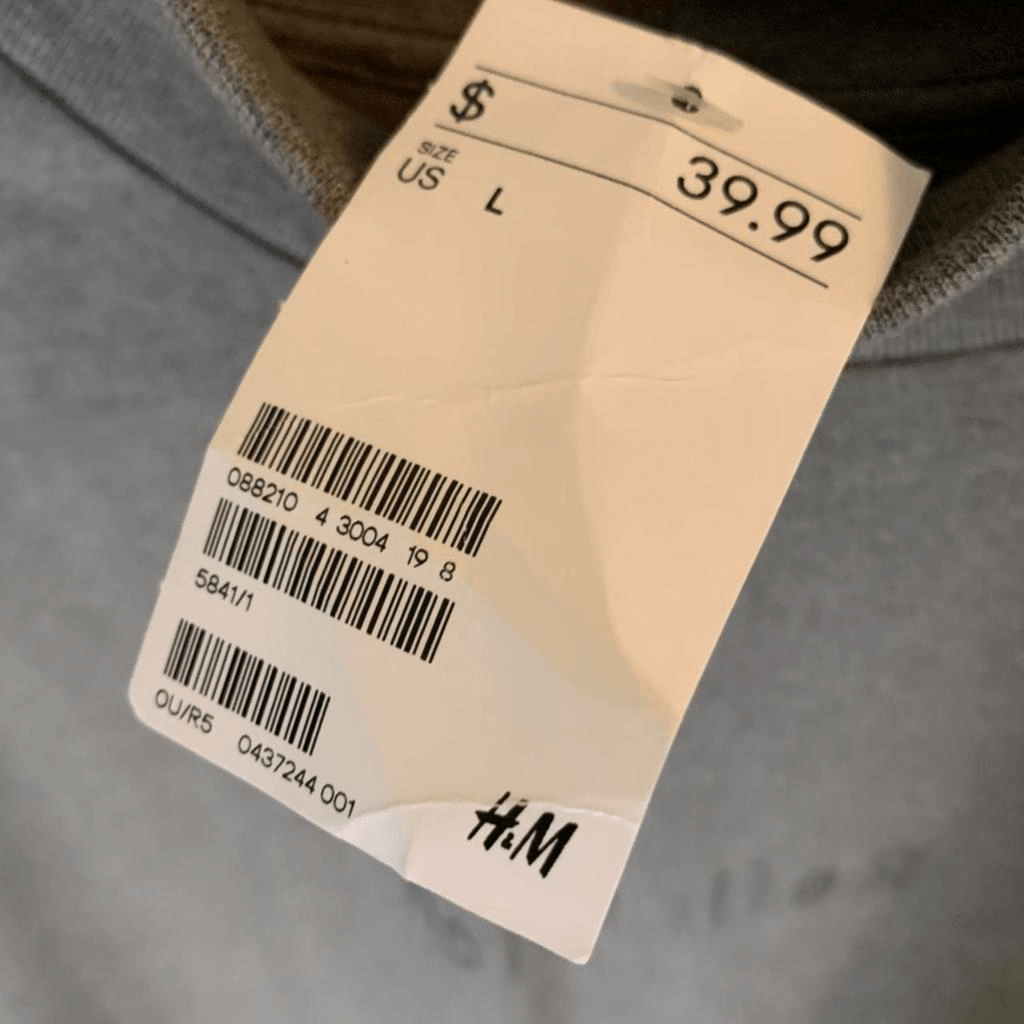 $ 39.99
SIZE
US L
088210 4 3004 19 8
5841/1
OU/R5 0437244 001
H&M